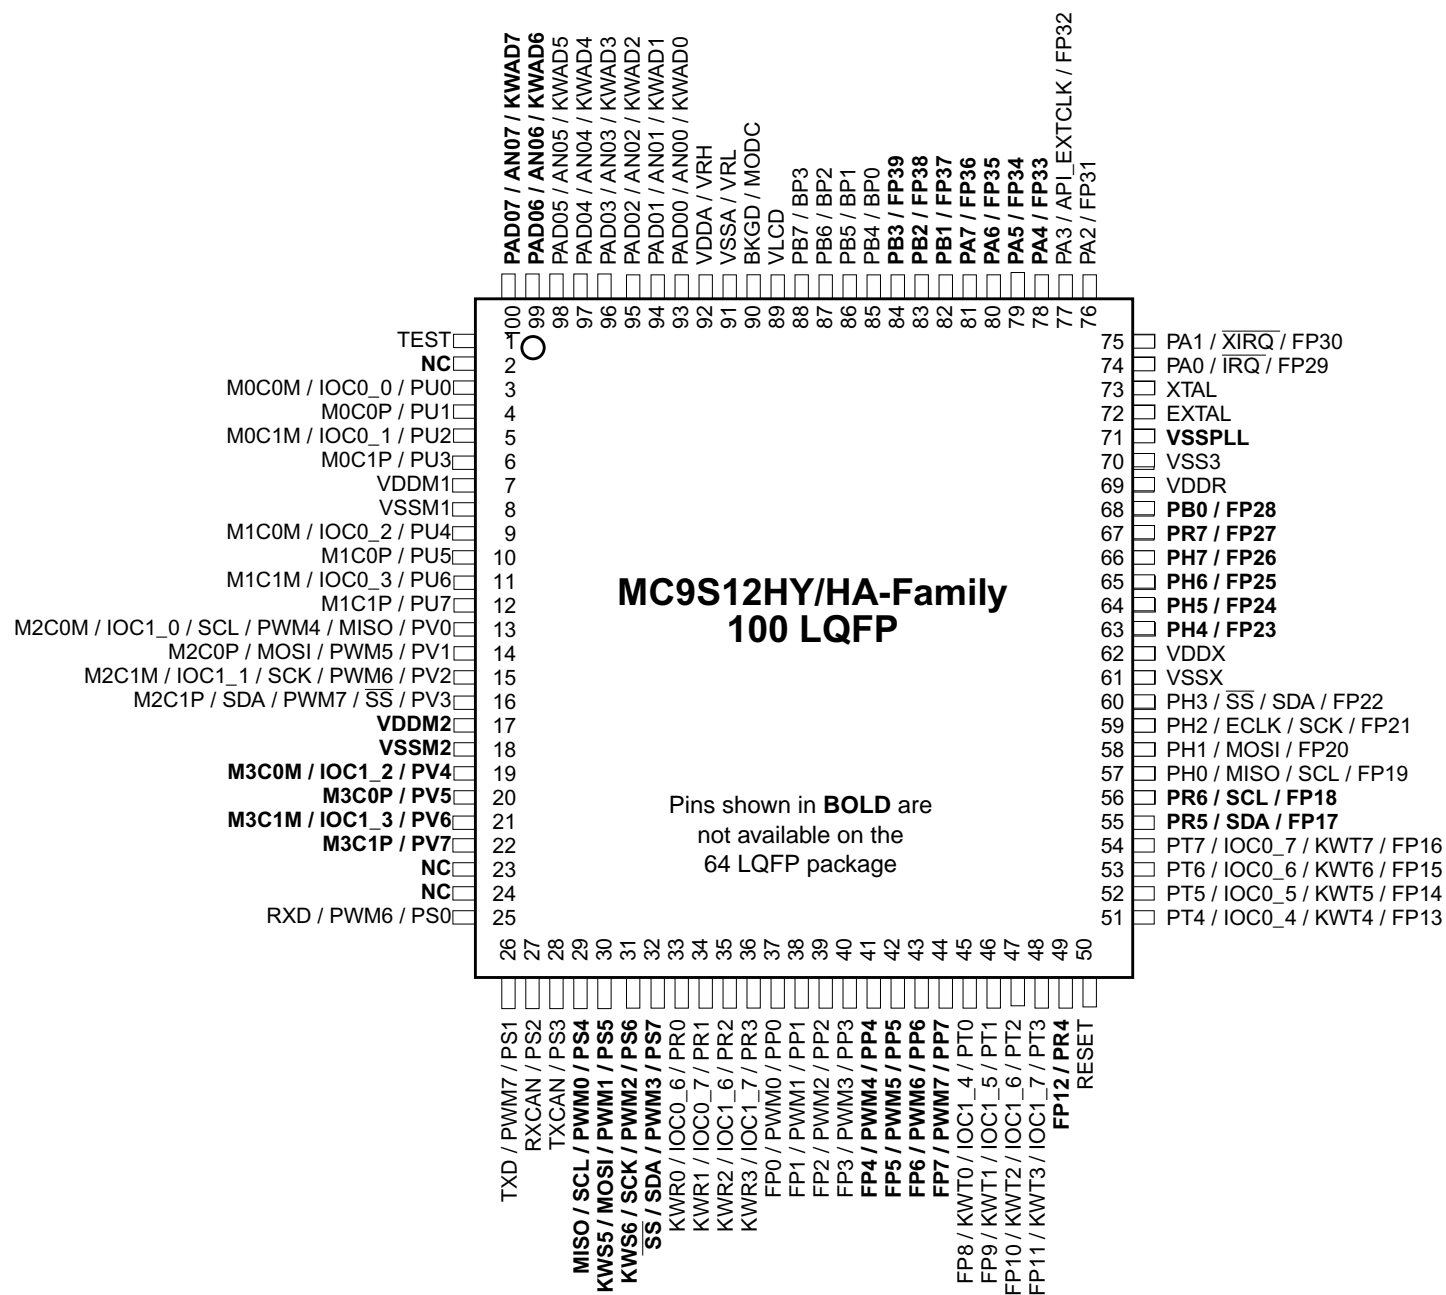 PAD07 / AN07 / KWAD7
PAD06 / AN06 / KWAD6
PAD05 / AN05 / KWAD5
PAD04 / AN04 / KWAD4
PAD03 / AN03 / KWAD3
PAD02 / AN02 / KWAD2
PAD01 / AN01 / KWAD1
PAD00 / AN00 / KWAD0
VDDA / VRH
VSSA / VRL
BKGD / MODC
VLCD
PB7 / BP3
PB6 / BP2
PB5 / BP1
PB4 / BP0
PB3 / FP39
PB2 / FP38
PB1 / FP37
PA7 / FP36
PA6 / FP35
PA5 / FP34
PA4 / FP33
PA3 / API_EXTCLK / FP32
PA2 / FP31
100
99
98
97
96
95
94
93
92
91
90
89
88
87
86
85
84
83
82
81
80
79
78
77
76
TEST 1
NC 2
M0C0M / IOC0_0 / PU0 3
M0C0P / PU1 4
M0C1M / IOC0_1 / PU2 5
M0C1P / PU3 6
VDDM1 7
VSSM1 8
M1C0M / IOC0_2 / PU4 9
M1C0P / PU5 10
M1C1M / IOC0_3 / PU6 11
M1C1P / PU7 12
M2C0M / IOC1_0 / SCL / PWM4 / MISO / PV0 13
M2C0P / MOSI / PWM5 / PV1 14
M2C1M / IOC1_1 / SCK / PWM6 / PV2 15
M2C1P / SDA / PWM7 / SS / PV3 16
VDDM2 17
VSSM2 18
M3C0M / IOC1_2 / PV4 19
M3C0P / PV5 20
M3C1M / IOC1_3 / PV6 21
M3C1P / PV7 22
NC 23
NC 24
RXD / PWM6 / PS0 25
MC9S12HY/HA-Family
100 LQFP
Pins shown in BOLD are
not available on the
64 LQFP package
75 PA1 / XIRQ / FP30
74 PA0 / IRQ / FP29
73 XTAL
72 EXTAL
71 VSSPLL
70 VSS3
69 VDDR
68 PB0 / FP28
67 PR7 / FP27
66 PH7 / FP26
65 PH6 / FP25
64 PH5 / FP24
63 PH4 / FP23
62 VDDX
61 VSSX
60 PH3 / SS / SDA / FP22
59 PH2 / ECLK / SCK / FP21
58 PH1 / MOSI / FP20
57 PH0 / MISO / SCL / FP19
56 PR6 / SCL / FP18
55 PR5 / SDA / FP17
54 PT7 / IOC0_7 / KWT7 / FP16
53 PT6 / IOC0_6 / KWT6 / FP15
52 PT5 / IOC0_5 / KWT5 / FP14
51 PT4 / IOC0_4 / KWT4 / FP13
26
27
28
29
30
31
32
33
34
35
36
37
38
39
40
41
42
43
44
45
46
47
48
49
50
TXD / PWM7 / PS1
RXCAN / PS2
TXCAN / PS3
MISO / SCL / PWM0 / PS4
KWS5 / MOSI / PWM1 / PS5
KWS6 / SCK / PWM2 / PS6
SS / SDA / PWM3 / PS7
KWR0 / IOC0_6 / PR0
KWR1 / IOC0_7 / PR1
KWR2 / IOC1_6 / PR2
KWR3 / IOC1_7 / PR3
FP0 / PWM0 / PP0
FP1 / PWM1 / PP1
FP2 / PWM2 / PP2
FP3 / PWM3 / PP3
FP4 / PWM4 / PP4
FP5 / PWM5 / PP5
FP6 / PWM6 / PP6
FP7 / PWM7 / PP7
FP8 / KWT0 / IOC1_4 / PT0
FP9 / KWT1 / IOC1_5 / PT1
FP10 / KWT2 / IOC1_6 / PT2
FP11 / KWT3 / IOC1_7 / PT3
FP12 / PR4
RESET